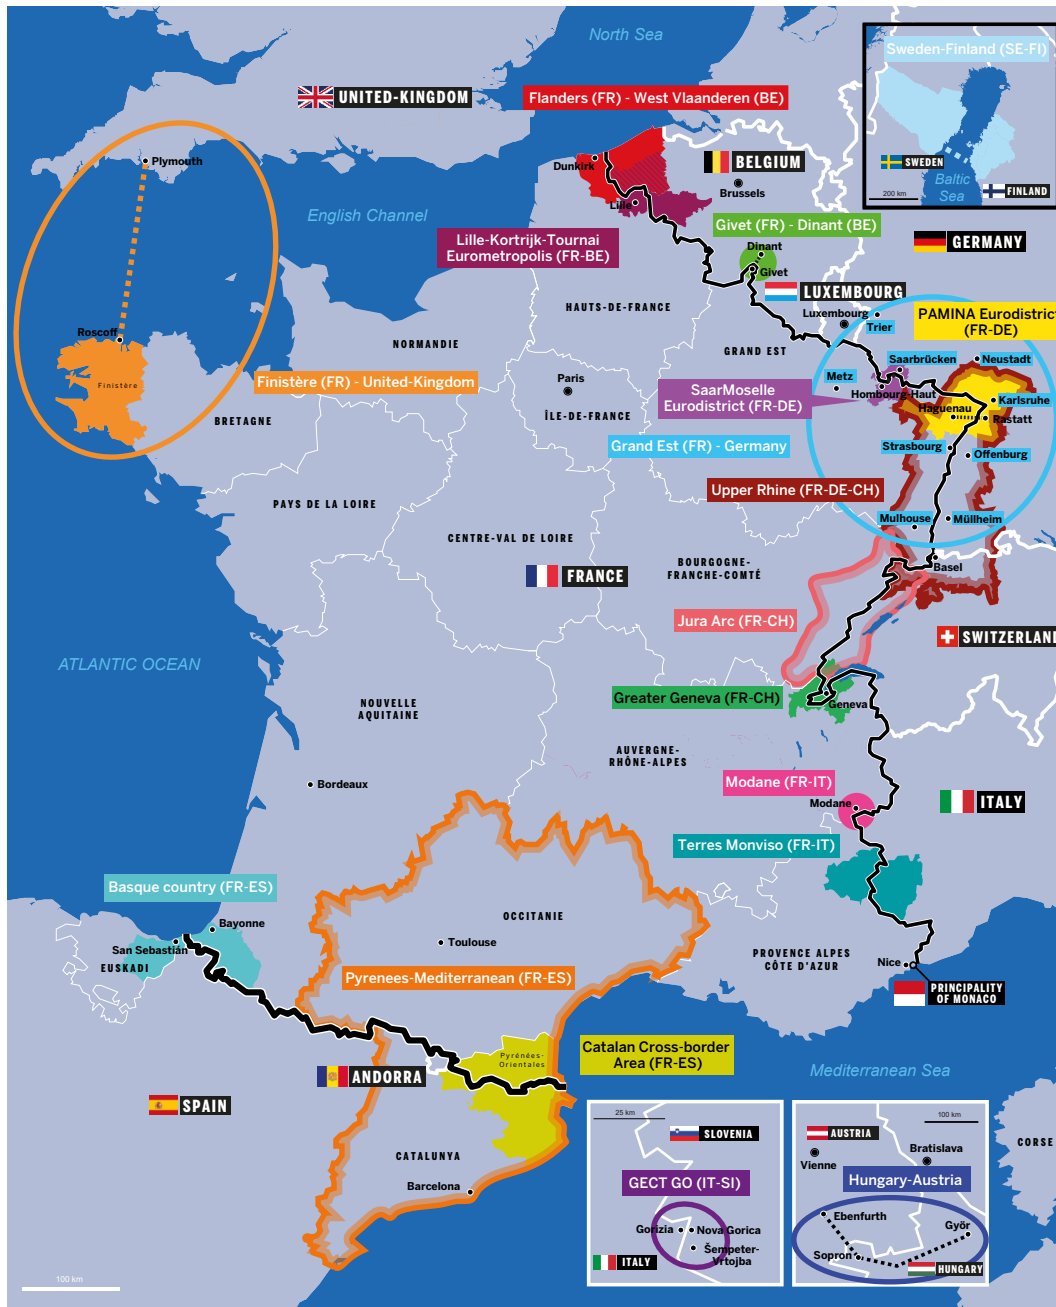 North Sea
Sweden-Finland (SE-FI)
UNITED-KINGDOM
Flanders (FR) - West Vlaanderen (BE)
Plymouth
Dunkirk
BELGIUM
Brussels
SWEDEN
Baltic
Sea
FINLAND
200 km
Lille
English Channel
Givet (FR) - Dinant (BE)
Lille-Kortrijk-Tournai
Eurometropolis (FR-BE)
Dinant
Givet
GERMANY
LUXEMBOURG
HAUTS-DE-FRANCE
Luxembourg
Trier
PAMINA Eurodistrict
(FR-DE)
Roscoff
NORMANDIE
GRAND EST
Saarbrücken
Neustadt
Finistère
Finistère (FR) - United-Kingdom
Paris
Metz
Hombourg-Haut
SaarMoselle
Eurodistrict (FR-DE)
Karlsruhe
Haguenau
Rastatt
BRETAGNE
ÎLE-DE-FRANCE
Grand Est (FR) - Germany
Strasbourg
Offenburg
Upper Rhine (FR-DE-CH)
PAYS DE LA LOIRE
Mulhouse
Müllheim
CENTRE-VAL DE LOIRE
BOURGOGNE-
FRANCHE-COMTÉ
Basel
FRANCE
Jura Arc (FR-CH)
SWITZERLAND
ATLANTIC OCEAN
Greater Geneva (FR-CH)
Geneva
NOUVELLE
AQUITAINE
AUVERGNE-
RHÔNE-ALPES
Bordeaux
Modane (FR-IT)
Modane
ITALY
Terres Monviso (FR-IT)
Basque country (FR-ES)
Bayonne
San Sebastián
EUSKADI
OCCITANIE
Toulouse
Pyrenees-Mediterranean (FR-ES)
PROVENCE ALPES
CÔTE D'AZUR
Nice
PRINCIPALITY
OF MONACO
Catalan Cross-border
Area (FR-ES)
Pyrénées-
Orientales
ANDORRA
SPAIN
Mediterranean Sea
CATALUNYA
Barcelona
25 km
SLOVENIA
GECT GO (IT-SI)
Gorizia
Nova Gorica
Šempeter-
Vrtojba
ITALY
100 km
AUSTRIA
Vienne
Bratislava
Hungary-Austria
Ebenfurth
Györ
Sopron
HUNGARY
CORSE
100 km